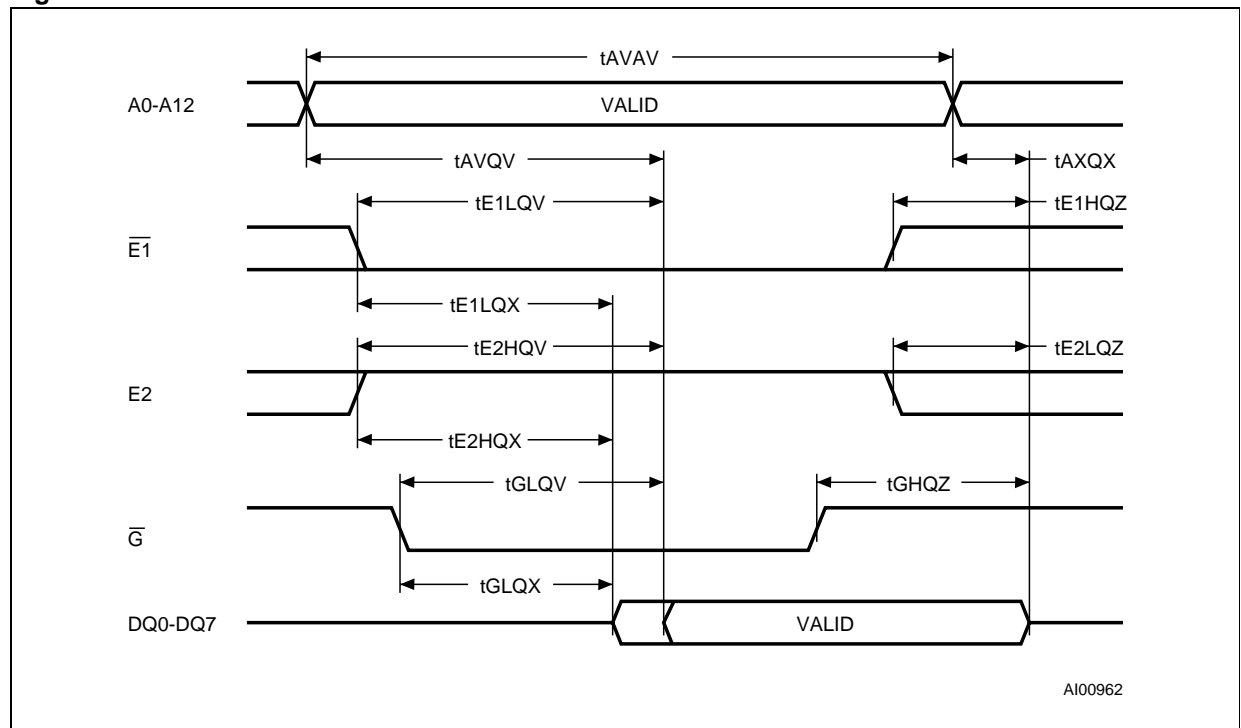 tAVAV
A0-A12 VALID
tAVQV tAXQX
tE1LQV tE1HQZ
E1
tE1LQX
tE2HQV tE2LQZ
E2
tE2HQX
tGLQV tGHQZ
G
tGLQX
DQ0-DQ7 VALID
AI00962